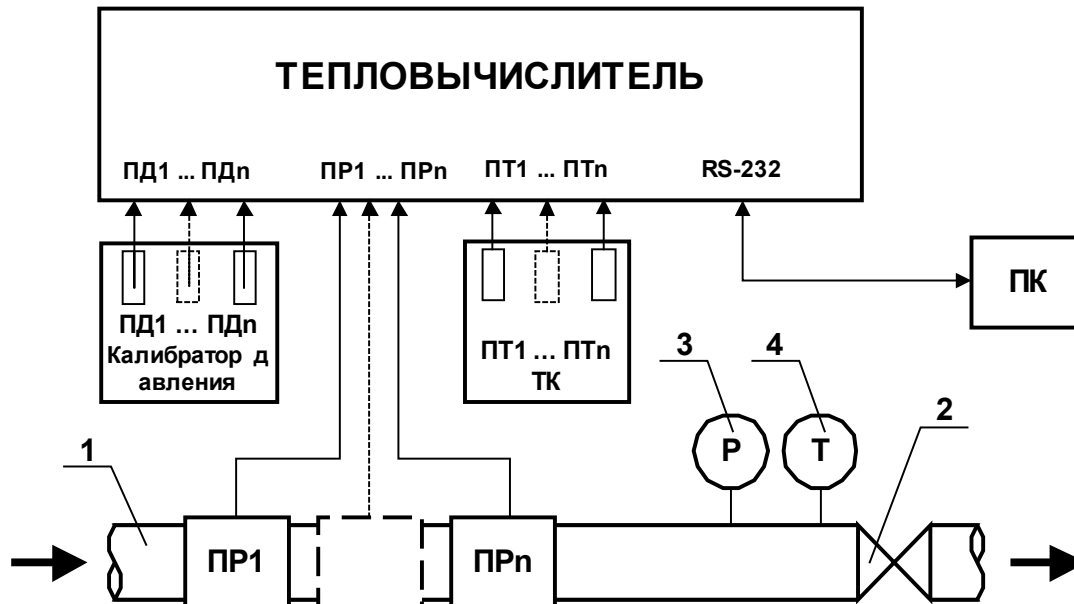 ТЕПЛОВЫЧИСЛИТЕЛЬ
ПД1 ... ПДn ПР1 ... ПРn ПТ1 ... ПТn RS-232
ПК
ПД1 ... ПДn
Калибратор д
авления
ПТ1 ... ПТn
ТК
3
4
2
1
Р
Т
ПР1
ПРn